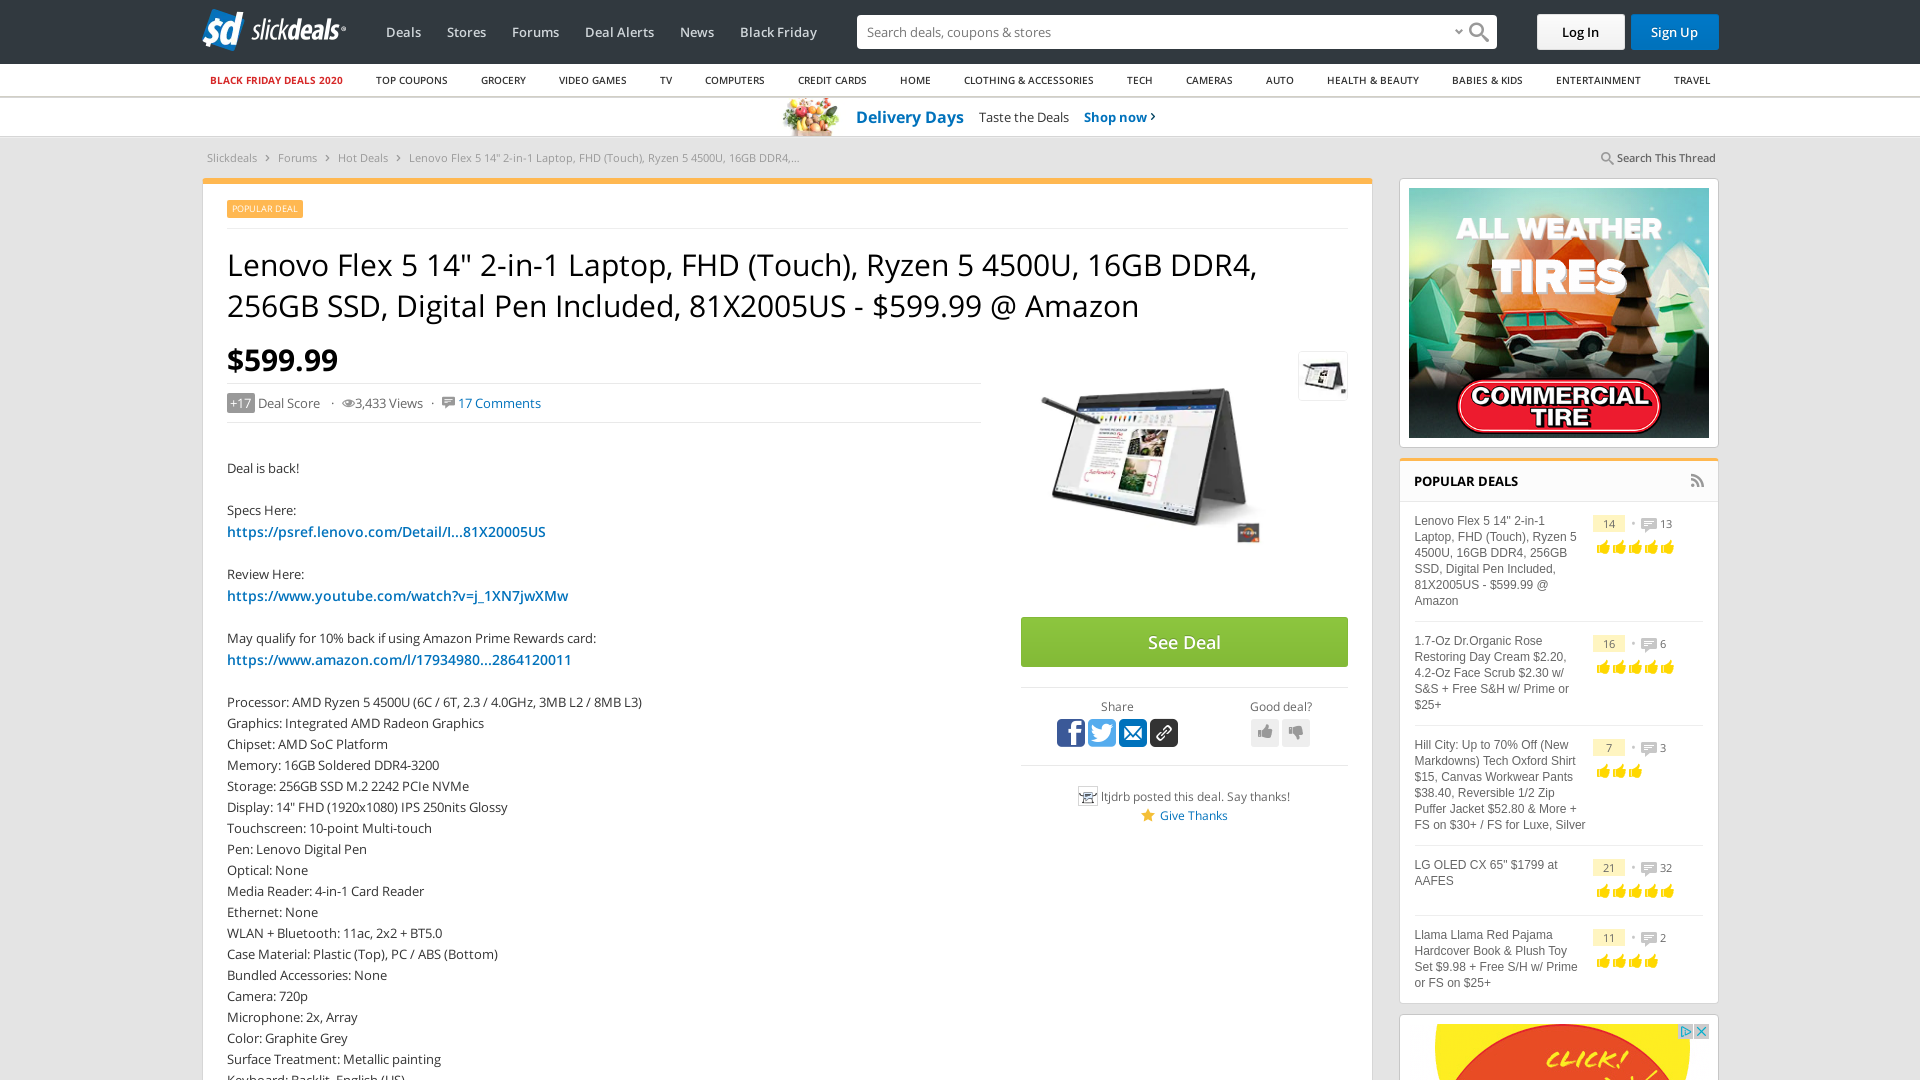 slickdeals
Deals
Stores
Forums
Deal Alerts
News
Black Friday
Search deals, coupons & stores
Log In
Sign Up
BLACK FRIDAY DEALS 2020
TOP COUPONS
GROCERY
VIDEO GAMES
TV
COMPUTERS
CREDIT CARDS
HOME
CLOTHING & ACCESSORIES
TECH
CAMERAS
AUTO
HEALTH & BEAUTY
BABIES & KIDS
ENTERTAINMENT
TRAVEL
Delivery Days Taste the Deals Shop now ›
Slickdeals › Forums › Hot Deals › Lenovo Flex 5 14" 2-in-1 Laptop, FHD (Touch), Ryzen 5 4500U, 16GB DDR4,...
Search This Thread
POPULAR DEAL
Lenovo Flex 5 14" 2-in-1 Laptop, FHD (Touch), Ryzen 5 4500U, 16GB DDR4,
256GB SSD, Digital Pen Included, 81X2005US - $599.99 @ Amazon
$599.99
+17 Deal Score · 3,433 Views · 17 Comments
Deal is back!
Specs Here:
https://psref.lenovo.com/Detail/I...81X20005US
Review Here:
https://www.youtube.com/watch?v=j_1XN7jwXMw
May qualify for 10% back if using Amazon Prime Rewards card:
https://www.amazon.com/l/17934980...2864120011
Processor: AMD Ryzen 5 4500U (6C / 6T, 2.3 / 4.0GHz, 3MB L2 / 8MB L3)
Graphics: Integrated AMD Radeon Graphics
Chipset: AMD SoC Platform
Memory: 16GB Soldered DDR4-3200
Storage: 256GB SSD M.2 2242 PCIe NVMe
Display: 14" FHD (1920x1080) IPS 250nits Glossy
Touchscreen: 10-point Multi-touch
Pen: Lenovo Digital Pen
Optical: None
Media Reader: 4-in-1 Card Reader
Ethernet: None
WLAN + Bluetooth: 11ac, 2x2 + BT5.0
Case Material: Plastic (Top), PC / ABS (Bottom)
Bundled Accessories: None
Camera: 720p
Microphone: 2x, Array
Color: Graphite Grey
Surface Treatment: Metallic painting
Keyboard: Backlit, English (US)
See Deal
Share
Good deal?
ltjdrb posted this deal. Say thanks!
Give Thanks
ALL WEATHER
TIRES
COMMERCIAL
TIRE
POPULAR DEALS
Lenovo Flex 5 14" 2-in-1
Laptop, FHD (Touch), Ryzen 5
4500U, 16GB DDR4, 256GB
SSD, Digital Pen Included,
81X2005US - $599.99 @
Amazon
14 • 13
1.7-Oz Dr.Organic Rose
Restoring Day Cream $2.20,
4.2-Oz Face Scrub $2.30 w/
S&S + Free S&H w/ Prime or
$25+
16 • 6
Hill City: Up to 70% Off (New
Markdowns) Tech Oxford Shirt
$15, Canvas Workwear Pants
$38.40, Reversible 1/2 Zip
Puffer Jacket $52.80 & More +
FS on $30+ / FS for Luxe, Silver
7 • 3
LG OLED CX 65" $1799 at
AAFES
21 • 32
Llama Llama Red Pajama
Hardcover Book & Plush Toy
Set $9.98 + Free S/H w/ Prime
or FS on $25+
11 • 2
CLICK!